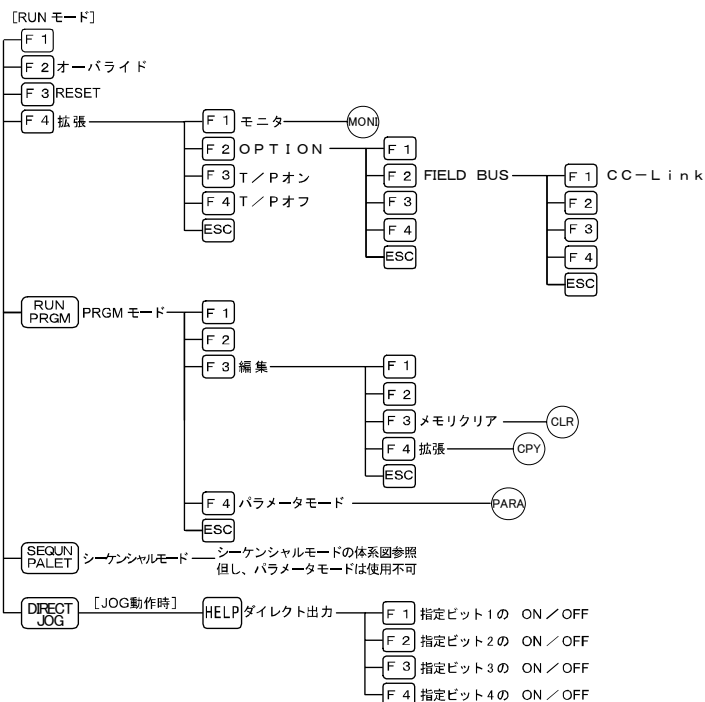 [RUN モード]
F 1
F 2 オーバライド
F 3 RESET
F 4 拡張
F 1 モニタ MONI
F 2 OPTION
F 3 T/Pオン
F 4 T/Pオフ
ESC
F 1
F 2 FIELD BUS
F 3
F 4
ESC
F 1 CC-Link
F 2
F 3
F 4
ESC
RUN
PRGM
PRGM モード
F 1
F 2
F 3 編集
F 1
F 2
F 3 メモリクリア CLR
F 4 拡張 CPY
ESC
F 4 パラメータモード PARA
ESC
SEQUN
PALET
シーケンシャルモード
シーケンシャルモードの体系図参照
但し、パラメータモードは使用不可
DIRECT
JOG
[JOG動作時]
HELP ダイレクト出力
F 1 指定ビット1の ON/OFF
F 2 指定ビット2の ON/OFF
F 3 指定ビット3の ON/OFF
F 4 指定ビット4の ON/OFF